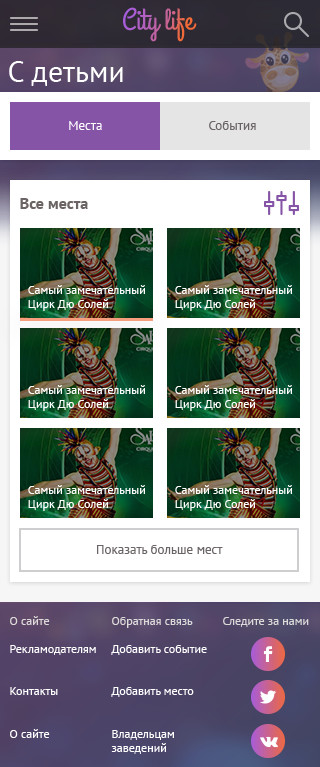 City life
С детьми
Места
События
Все места
Самый замечательный
Цирк Дю Солей
Самый замечательный
Цирк Дю Солей
Самый замечательный
Цирк Дю Солей
Самый замечательный
Цирк Дю Солей
Самый замечательный
Цирк Дю Солей
Самый замечательный
Цирк Дю Солей
Показать больше мест
О сайте
Обратная связь
Следите за нами
Рекламодателям
Добавить событие
Контакты
Добавить место
О сайте
Владельцам
заведений